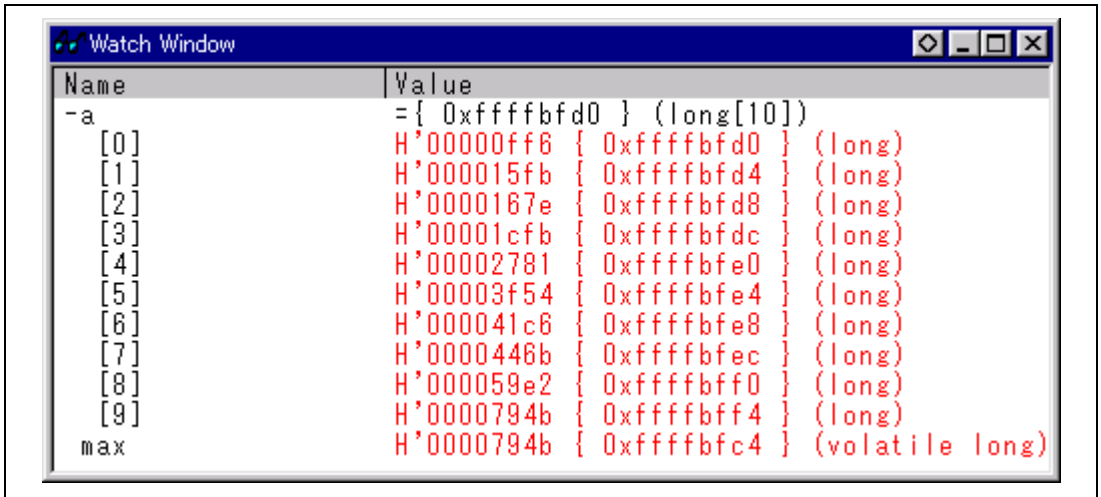 Watch Window
Name Value
-a ={ 0xffffbfd0 } (long[10])
[0] H'00000ff6 { 0xffffbfd0 } (long)
[1] H'000015fb { 0xffffbfd4 } (long)
[2] H'0000167e { 0xffffbfd8 } (long)
[3] H'00001cfb { 0xffffbfdc } (long)
[4] H'00002781 { 0xffffbfe0 } (long)
[5] H'00003f54 { 0xffffbfe4 } (long)
[6] H'000041c6 { 0xffffbfe8 } (long)
[7] H'0000446b { 0xffffbfec } (long)
[8] H'000059e2 { 0xffffbff0 } (long)
[9] H'0000794b { 0xffffbff4 } (long)
max H'0000794b { 0xffffbfc4 } (volatile long)